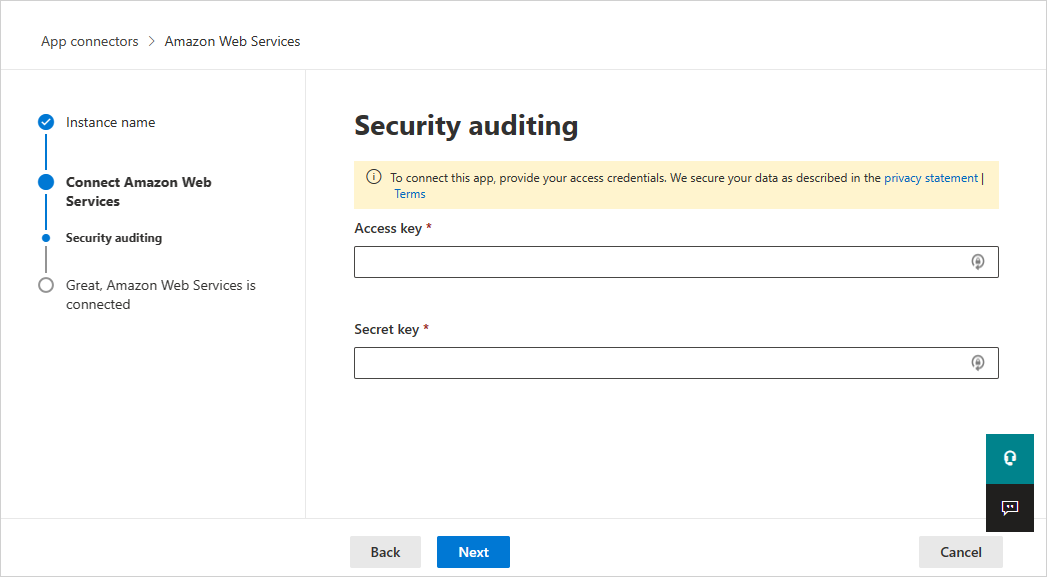 App connectors > Amazon Web Services
Instance name
Connect Amazon Web
Services
Security auditing
Great, Amazon Web Services is
connected
Security auditing
To connect this app, provide your access credentials. We secure your data as described in the privacy statement |
Terms
Access key *
Secret key *
Back
Next
Cancel